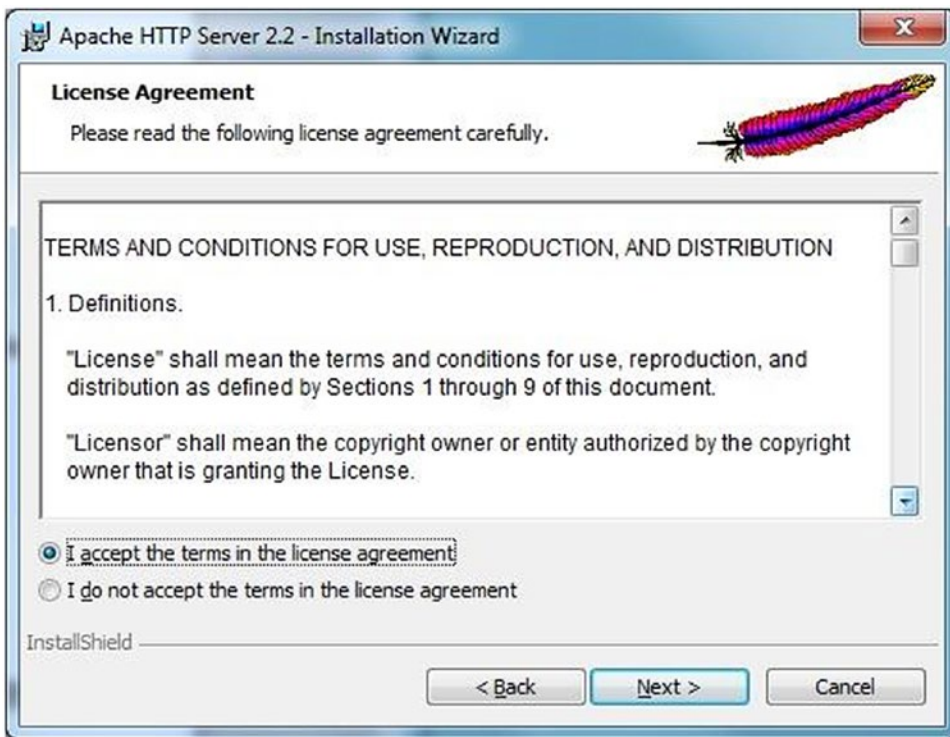 Apache HTTP Server 2.2 - Installation Wizard
License Agreement
Please read the following license agreement carefully.
TERMS AND CONDITIONS FOR USE, REPRODUCTION, AND DISTRIBUTION
1. Definitions.
"License" shall mean the terms and conditions for use, reproduction, and
distribution as defined by Sections 1 through 9 of this document.
"Licensor" shall mean the copyright owner or entity authorized by the copyright
owner that is granting the License.
I accept the terms in the license agreement
I do not accept the terms in the license agreement
InstallShield
< Back Next > Cancel